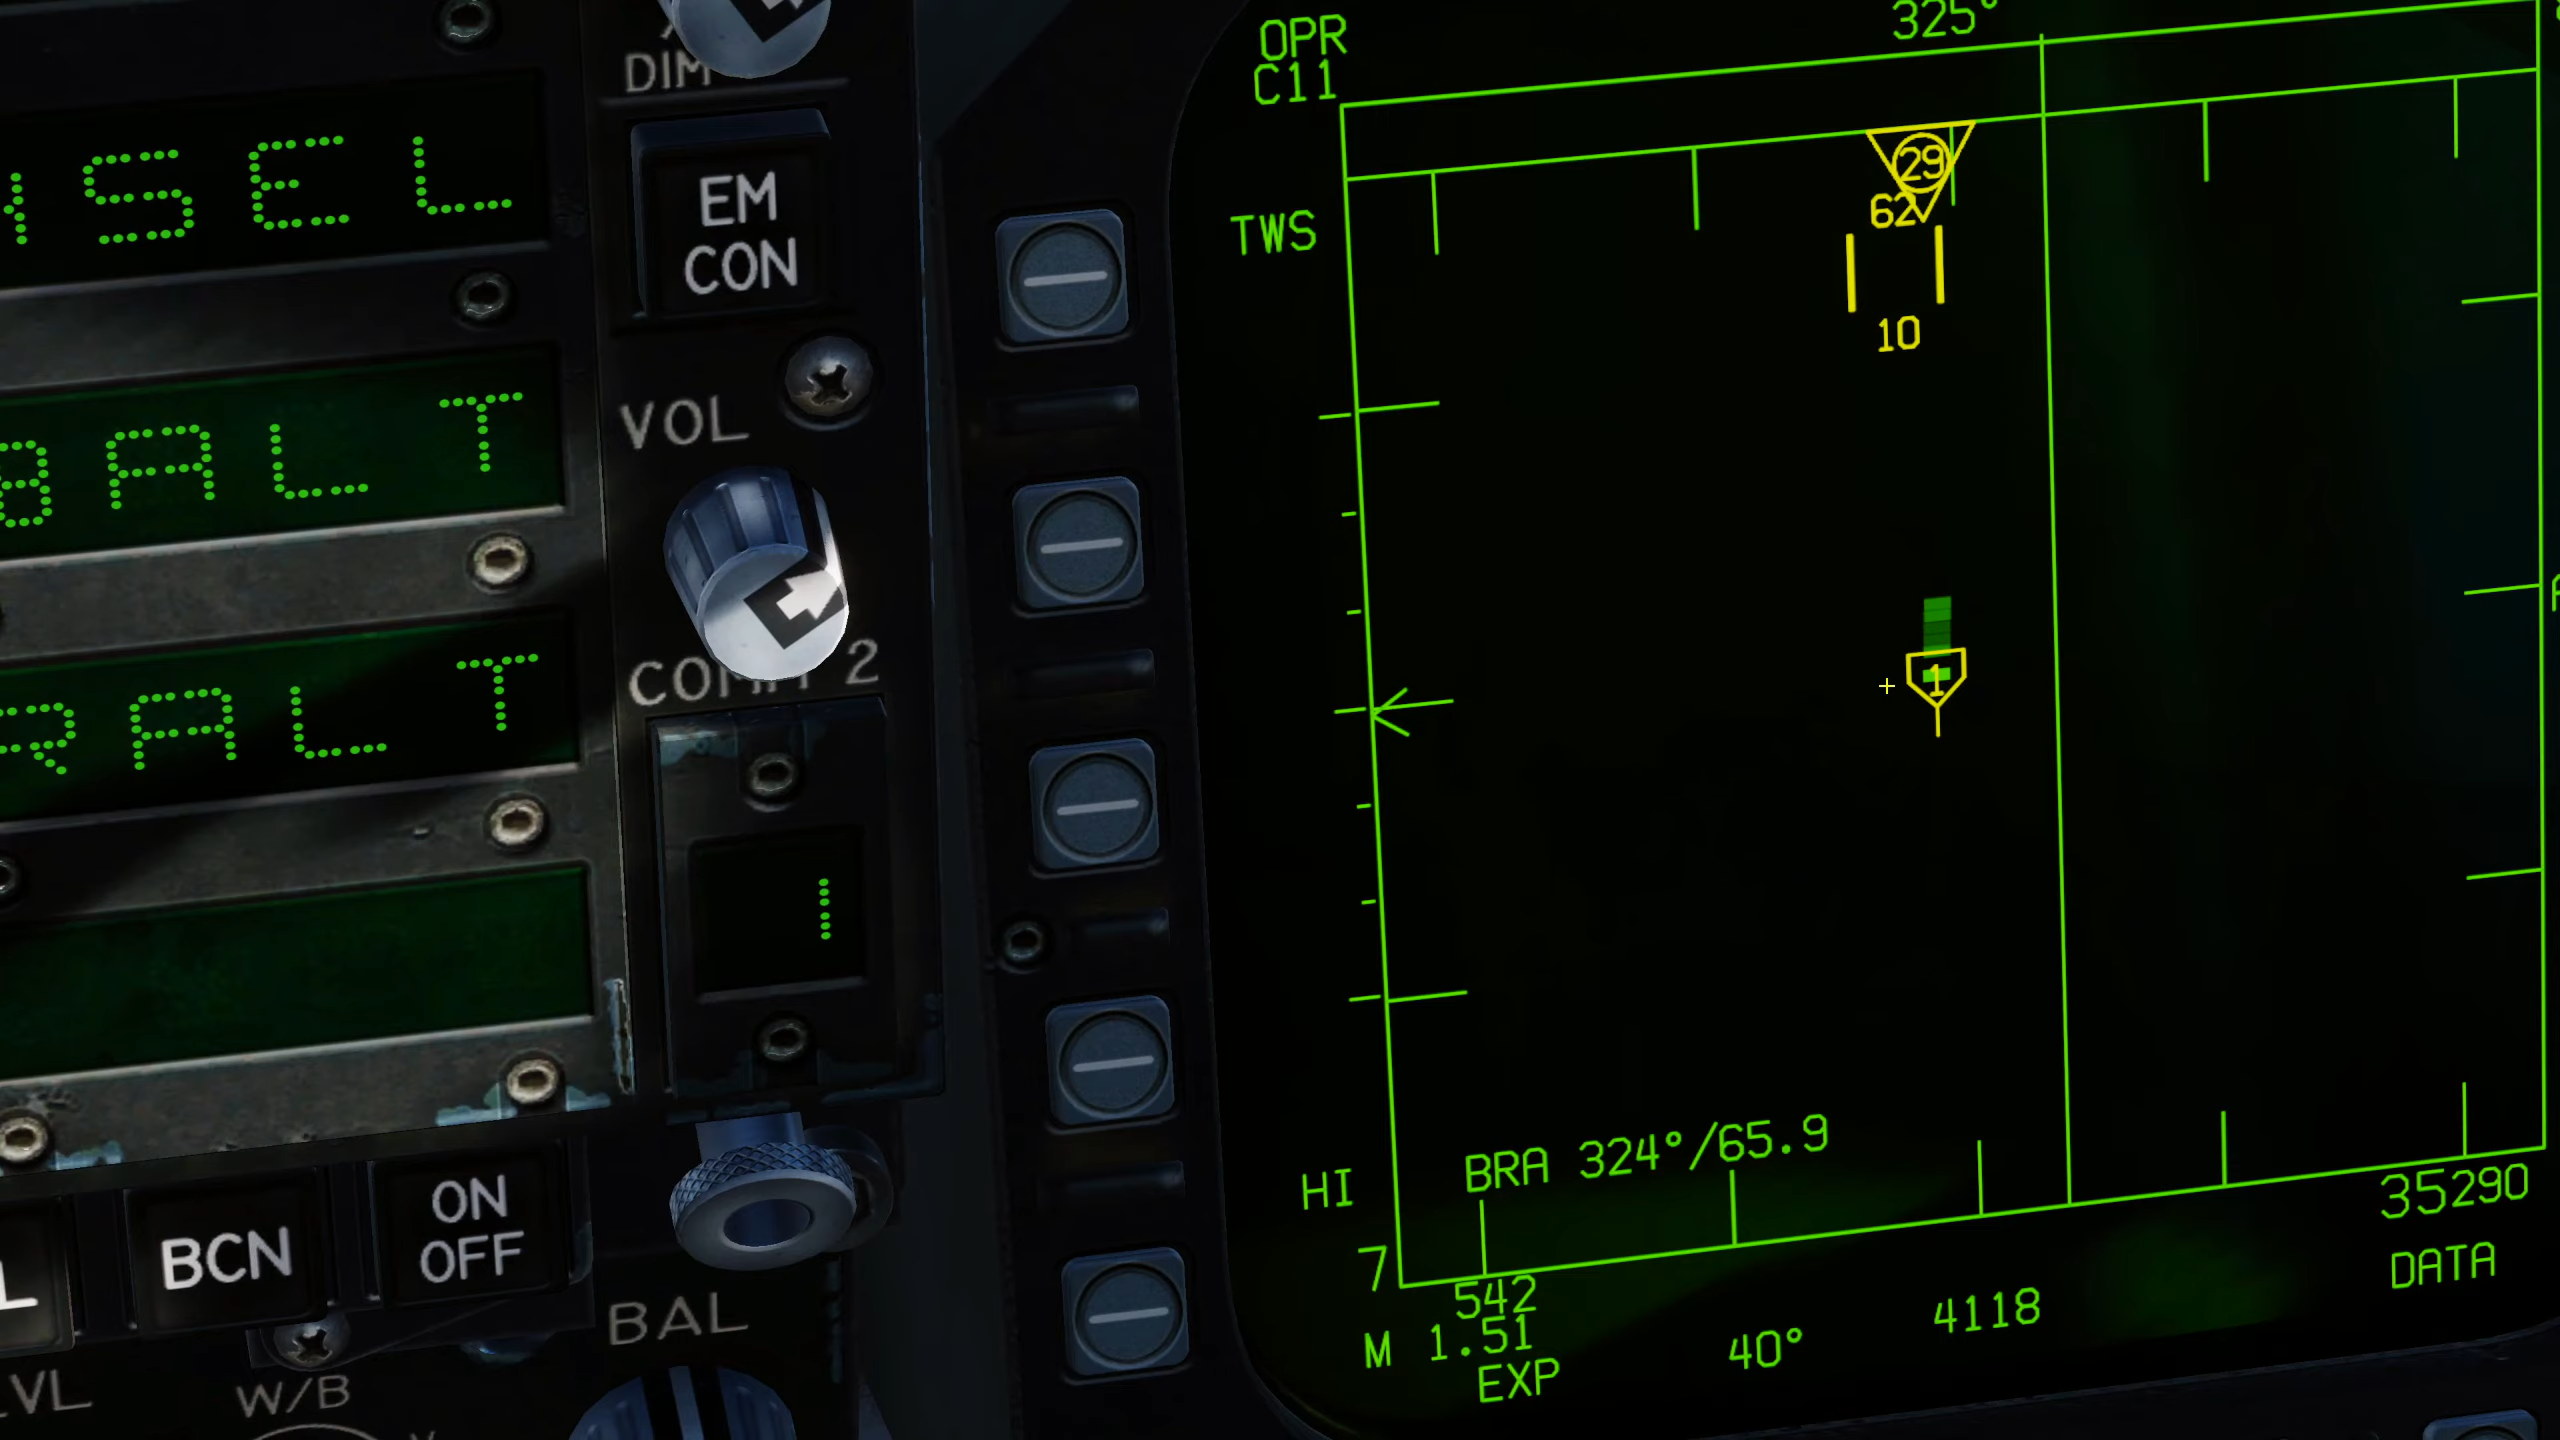 DIM
SEL
EM
CON
VOL
ALT
COMM 2
ALT
1
ON
OFF
BCN
BAL
W/B
OPR
C11
325°
TWS
29
62
10
1
BRA 324°/65.9
HI
7
35290
542
M 1.51
EXP
40°
4118
DATA